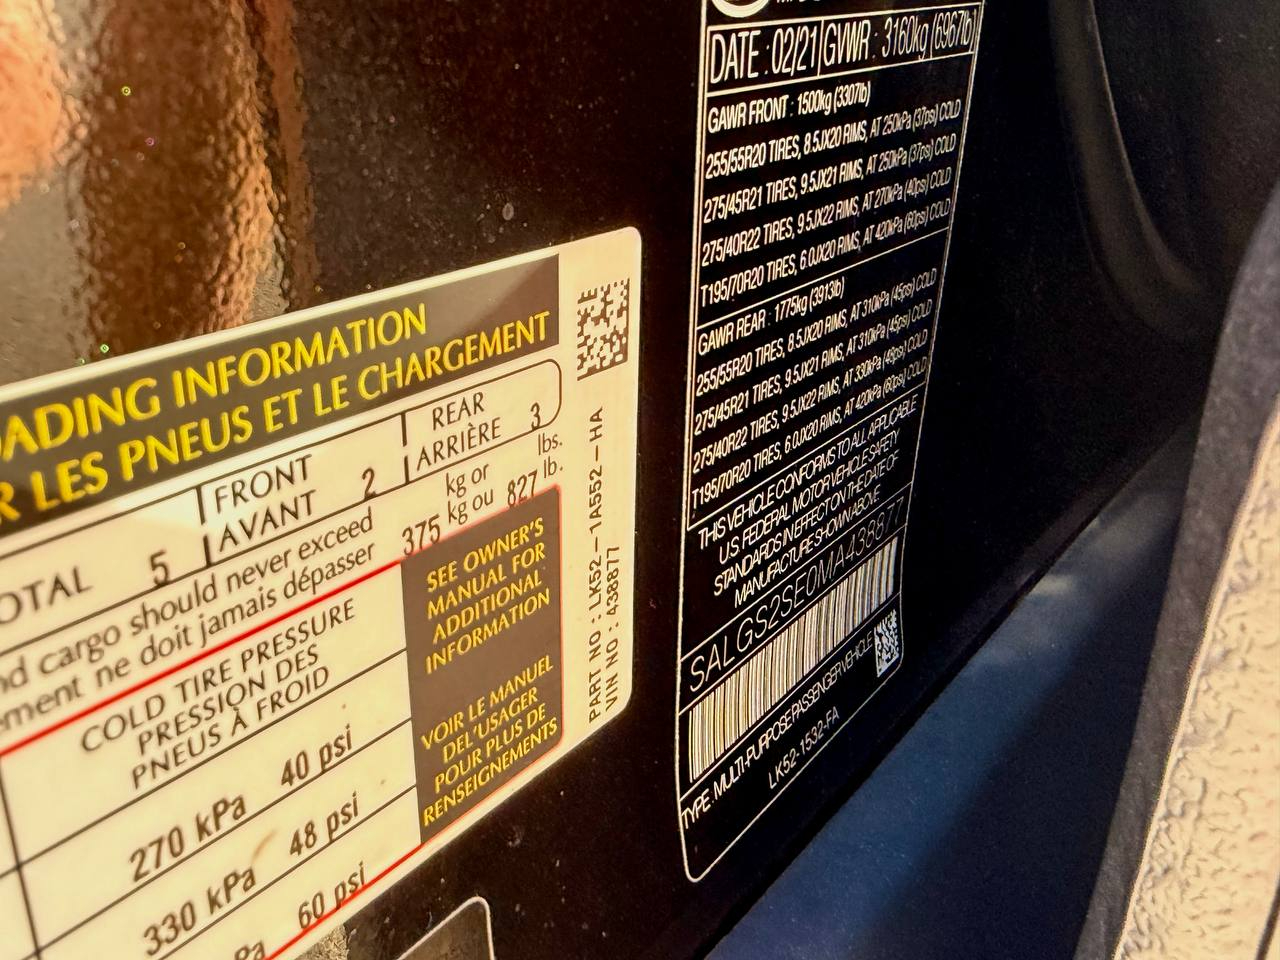 OADING INFORMATION
R LES PNEUS ET LE CHARGEMENT
OTAL 5
FRONT
AVANT 2
REAR
ARRIÈRE 3
nd cargo should never exceed
ement ne doit jamais dépasser 375 kg or
kg ou 827 lbs.
lb.
COLD TIRE PRESSURE
PRESSION DES
PNEUS À FROID
270 kPa 40 psi
330 kPa 48 psi
Pa 60 psi
SEE OWNER'S
MANUAL FOR
ADDITIONAL
INFORMATION
VOIR LE MANUEL
DEL'USAGER
POUR PLUS DE
RENSEIGNEMENTS
PART NO : LK52-1A552-HA
VIN NO : 438877
DATE : 02/21 GVWR : 3160kg (6967lb)
GAWR FRONT : 1500kg (3307lb)
255/55R20 TIRES, 8.5JX20 RIMS, AT 250kPa (37psi) COLD
275/45R21 TIRES, 9.5JX21 RIMS, AT 250kPa (37psi) COLD
275/40R22 TIRES, 9.5JX22 RIMS, AT 270kPa (40psi) COLD
T195/70R20 TIRES, 6.0JX20 RIMS, AT 420kPa (60psi) COLD
GAWR REAR : 1775kg (3913lb)
255/55R20 TIRES, 8.5JX20 RIMS, AT 310kPa (45psi) COLD
275/45R21 TIRES, 9.5JX21 RIMS, AT 310kPa (45psi) COLD
275/40R22 TIRES, 9.5JX22 RIMS, AT 330kPa (48psi) COLD
T195/70R20 TIRES, 6.0JX20 RIMS, AT 420kPa (60psi) COLD
THIS VEHICLE CONFORMS TO ALL APPLICABLE
U.S. FEDERAL MOTOR VEHICLE SAFETY
STANDARDS IN EFFECT ON THE DATE OF
MANUFACTURE SHOWN ABOVE
SALGS2SE0MA438877
TYPE : MULTI-PURPOSE PASSENGER VEHICLE
LK52-1532-FA